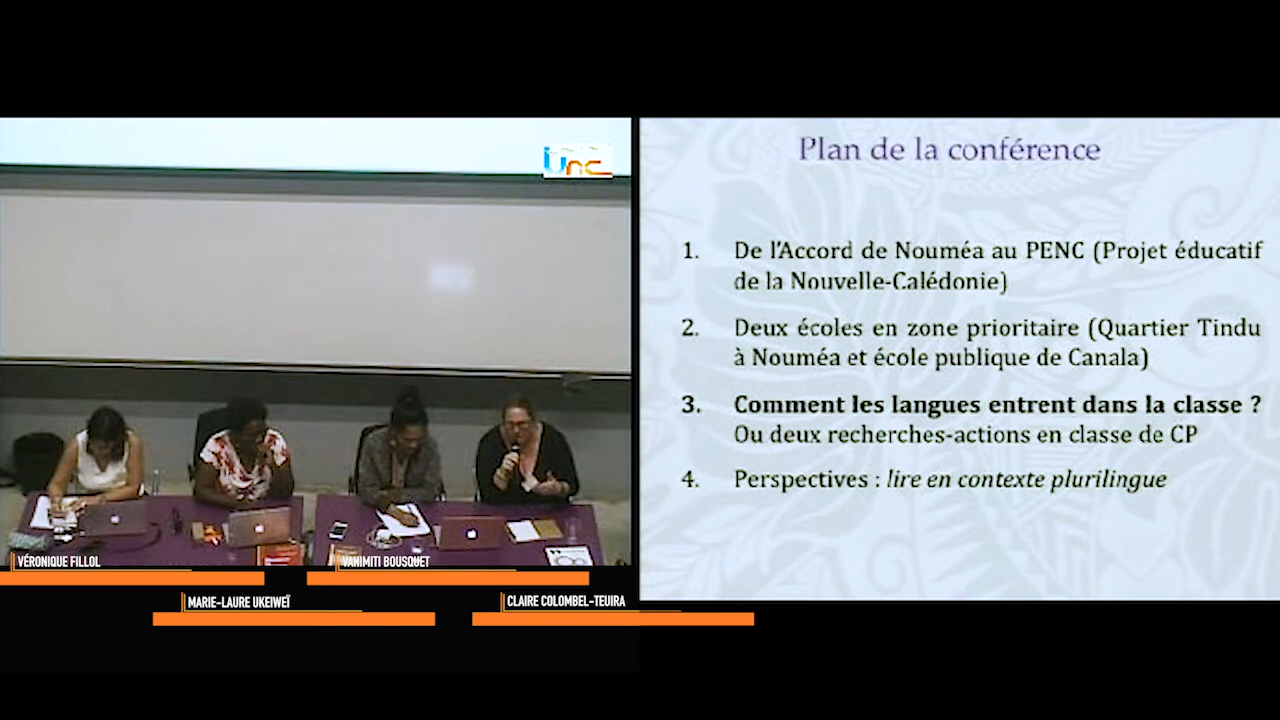 Unc
Plan de la conférence
1. De l'Accord de Nouméa au PENC (Projet éducatif
de la Nouvelle-Calédonie)
2. Deux écoles en zone prioritaire (Quartier Tindu
à Nouméa et école publique de Canala)
3. Comment les langues entrent dans la classe ?
Ou deux recherches-actions en classe de CP
4. Perspectives : lire en contexte plurilingue
VÉRONIQUE FILLOL
VANIMITI BOUSQUET
MARIE-LAURE UKEIWEÏ
CLAIRE COLOMBEL-TEUIRA